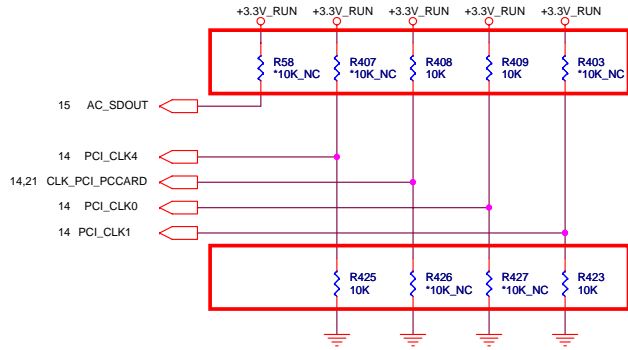 +3.3V_RUN +3.3V_RUN +3.3V_RUN +3.3V_RUN +3.3V_RUN
R58 R407 R408 R409 R403
*10K_NC *10K_NC 10K 10K *10K_NC
15 AC_SDOUT
14 PCI_CLK4
14,21 CLK_PCI_PCCARD
14 PCI_CLK0
14 PCI_CLK1
R425 R426 R427 R423
10K *10K_NC *10K_NC 10K